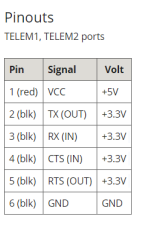 Pinouts
TELEM1, TELEM2 ports
Pin Signal Volt
1 (red) VCC +5V
2 (blk) TX (OUT) +3.3V
3 (blk) RX (IN) +3.3V
4 (blk) CTS (IN) +3.3V
5 (blk) RTS (OUT) +3.3V
6 (blk) GND GND